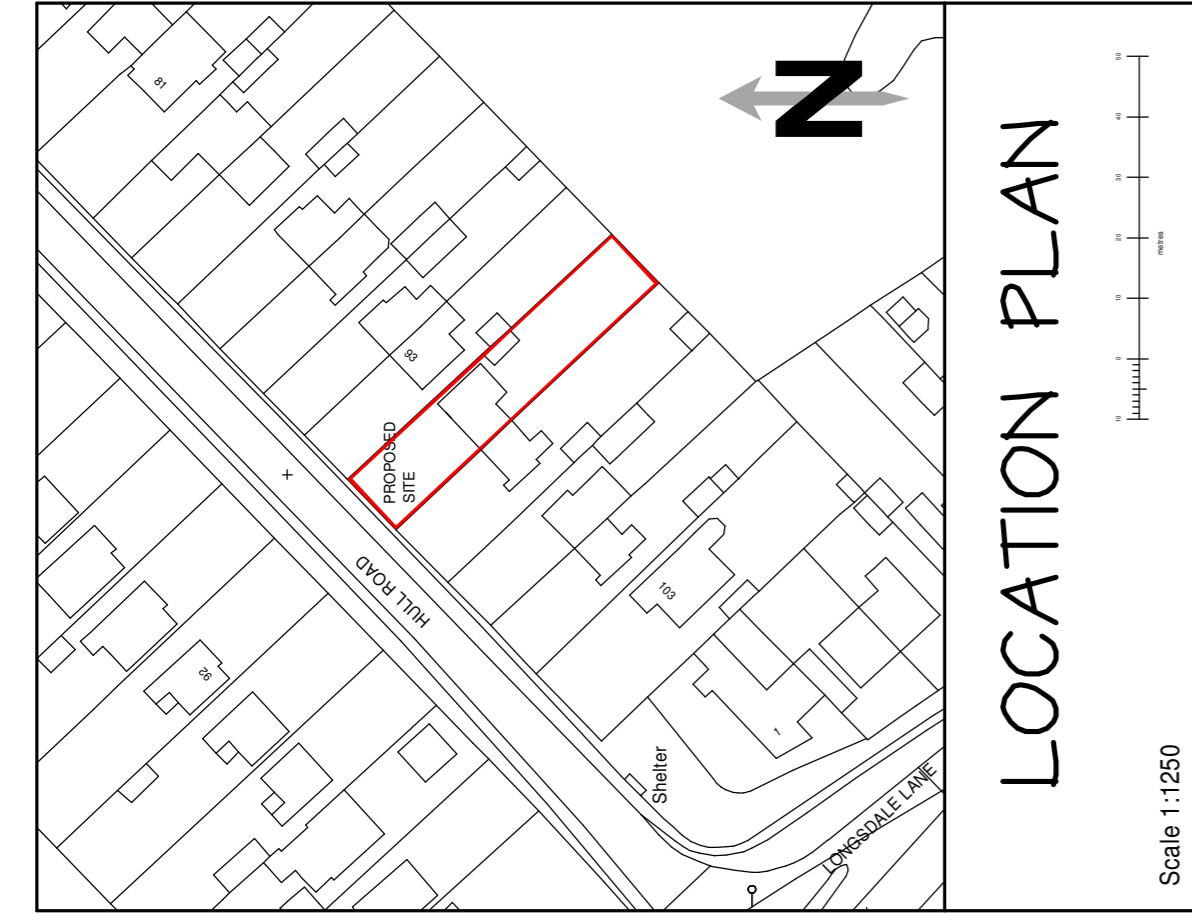 81
93
PROPOSED
SITE
HULL ROAD
92
103
1
Shelter
LONGSDALE LANE
N
LOCATION PLAN
10 0 10 20 30 40 50
metres
Scale 1:1250